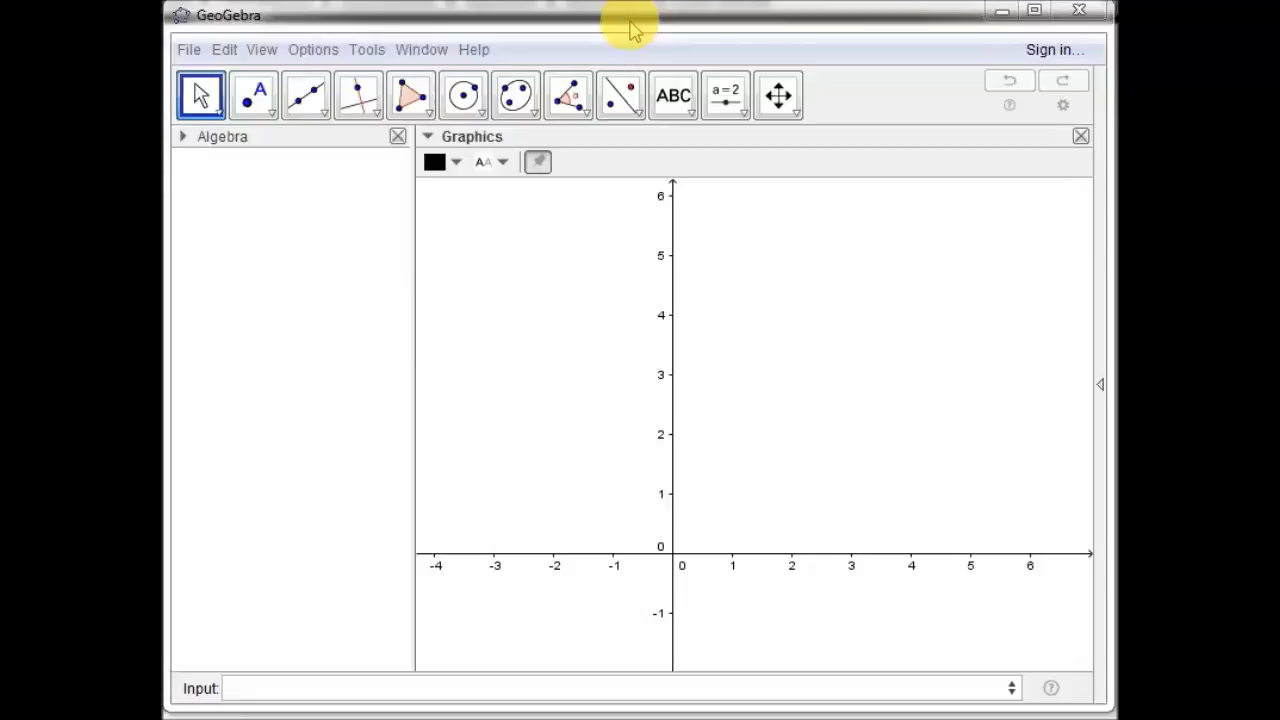 GeoGebra
File Edit View Options Tools Window Help Sign in...
A ABC a=2
Algebra Graphics
AA
6
5
4
3
2
1
0
-4 -3 -2 -1 0 1 2 3 4 5 6
-1
Input: